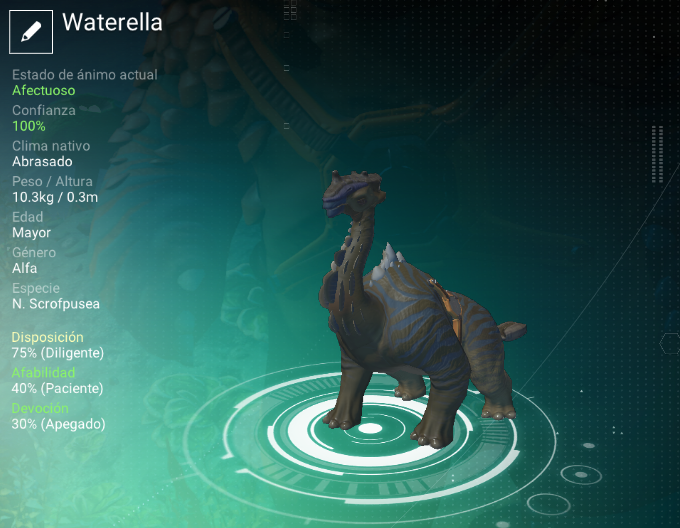 Waterella
Estado de ánimo actual
Afectuoso
Confianza
100%
Clima nativo
Abrasado
Peso / Altura
10.3kg / 0.3m
Edad
Mayor
Género
Alfa
Especie
N. Scrofpusea
Disposición
75% (Diligente)
Afabilidad
40% (Paciente)
Devoción
30% (Apegado)